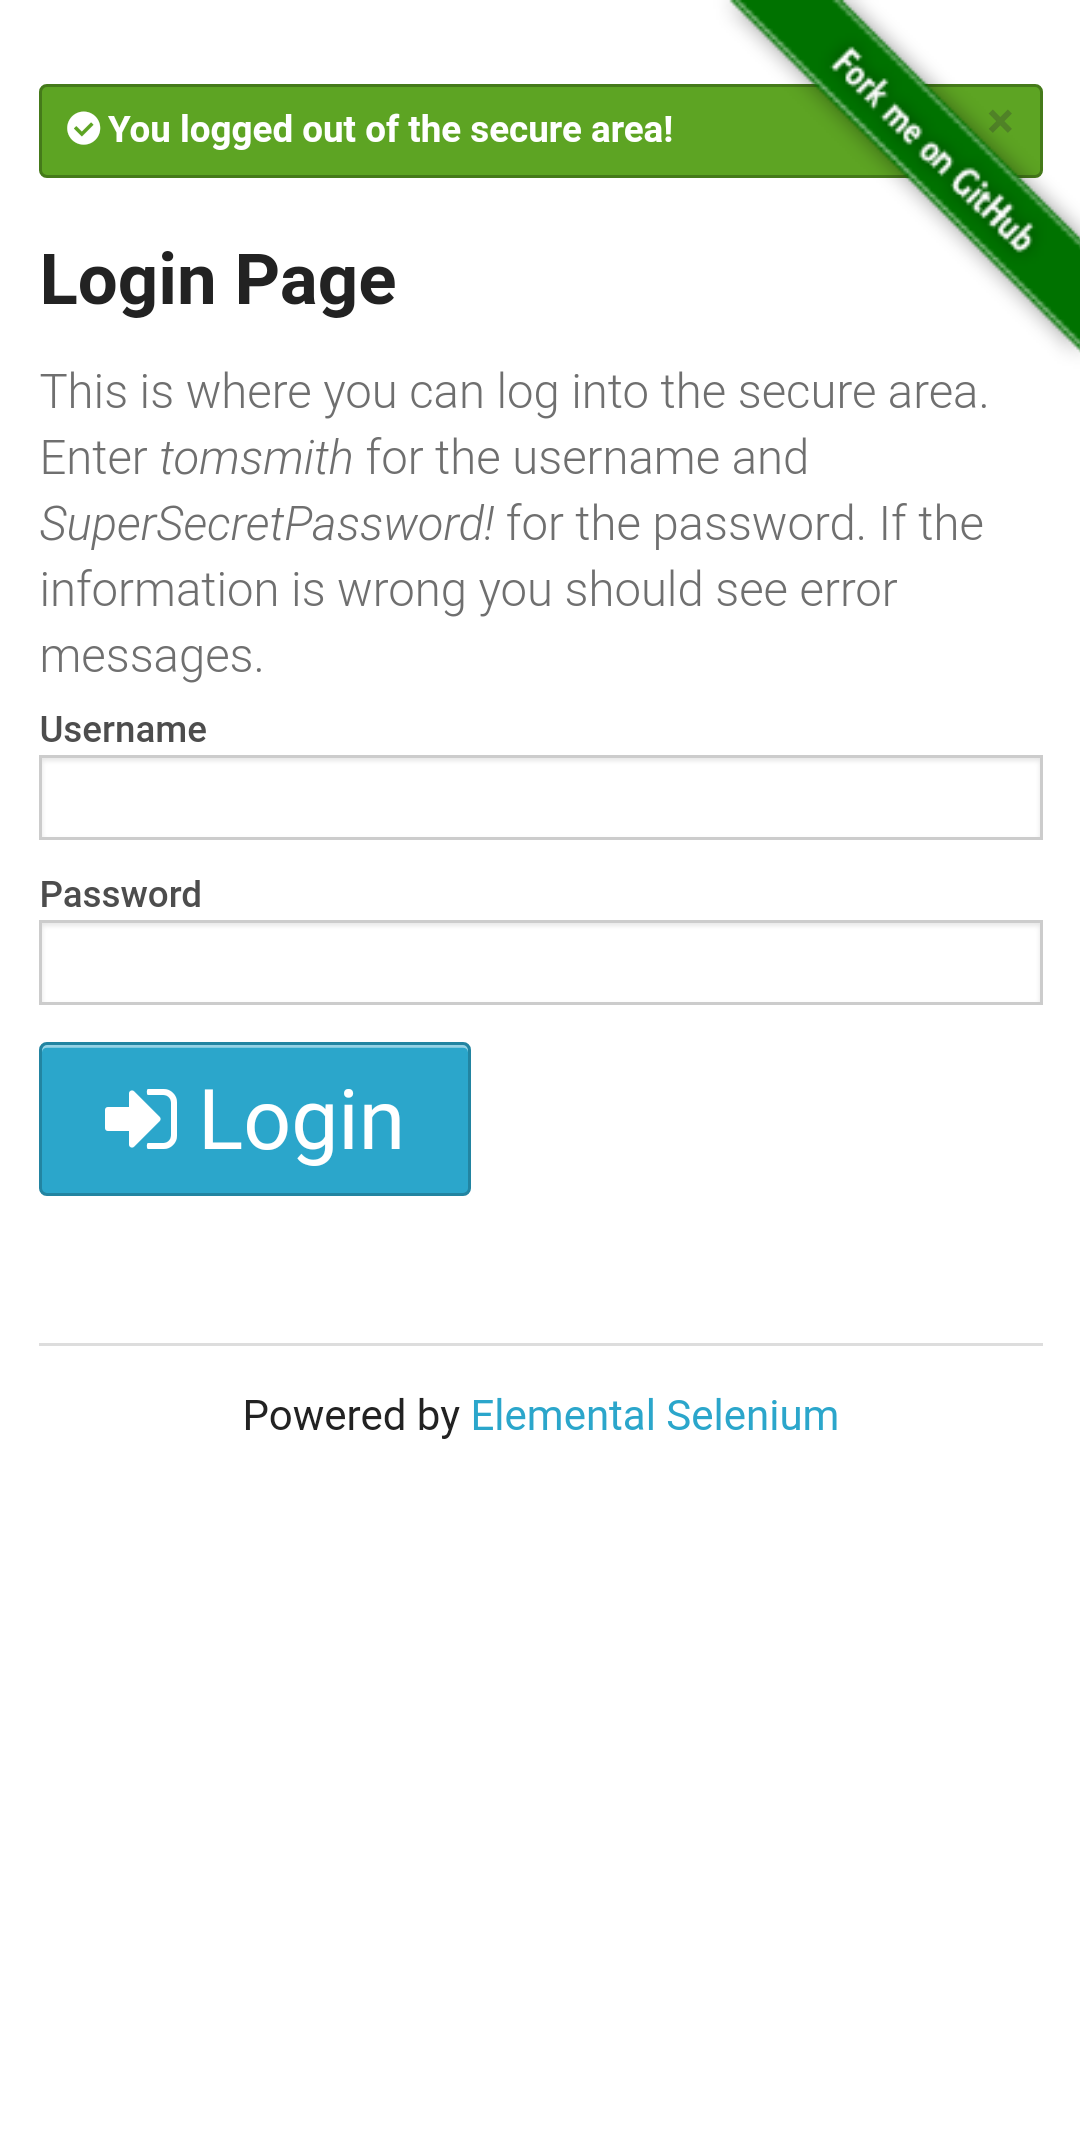 Fork me on GitHub
You logged out of the secure area!
×
Login Page
This is where you can log into the secure area.
Enter tomsmith for the username and
SuperSecretPassword! for the password. If the
information is wrong you should see error
messages.
Username
Password
Login
Powered by Elemental Selenium